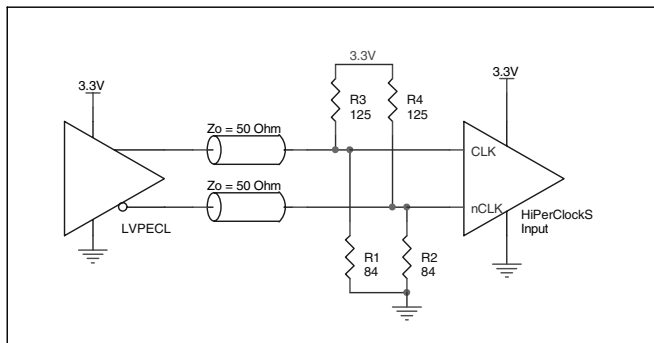 3.3V
3.3V
3.3V
R3
125
R4
125
Zo = 50 Ohm
CLK
Zo = 50 Ohm
nCLK
HiPerClockS
Input
LVPECL
R1
84
R2
84